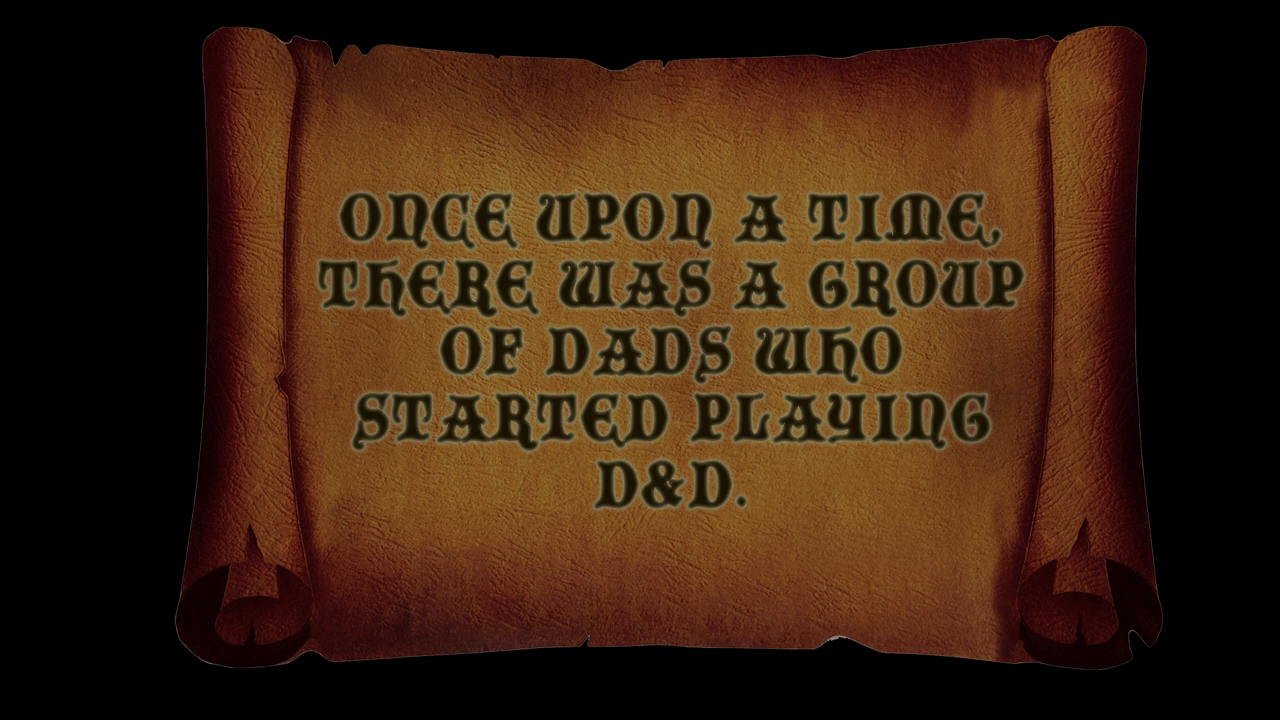 ONCE UPON A TIME,
THERE WAS A GROUP
OF DADS WHO
STARTED PLAYING
D&D.